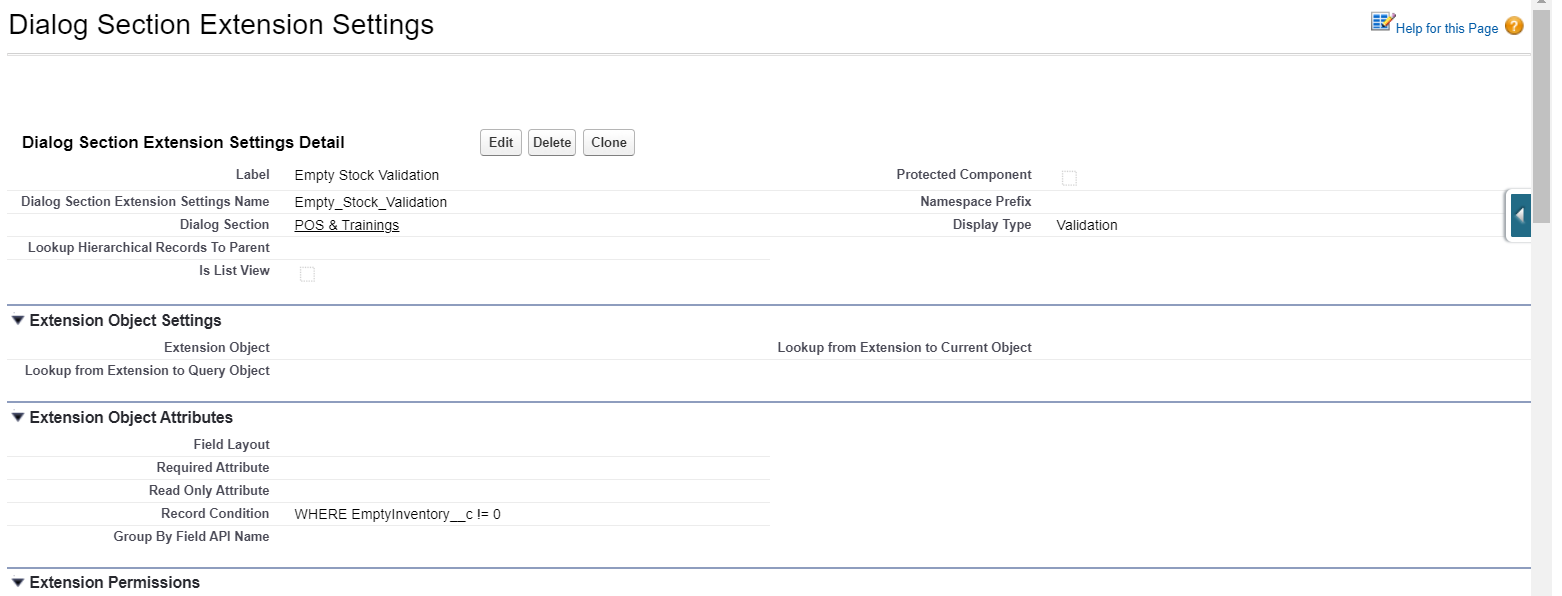 Dialog Section Extension Settings
Help for this Page ?
Dialog Section Extension Settings Detail Edit Delete Clone
Label Empty Stock Validation Protected Component
Dialog Section Extension Settings Name Empty_Stock_Validation Namespace Prefix
Dialog Section POS & Trainings Display Type Validation
Lookup Hierarchical Records To Parent
Is List View
Extension Object Settings
Extension Object Lookup from Extension to Current Object
Lookup from Extension to Query Object
Extension Object Attributes
Field Layout
Required Attribute
Read Only Attribute
Record Condition WHERE EmptyInventory__c != 0
Group By Field API Name
Extension Permissions